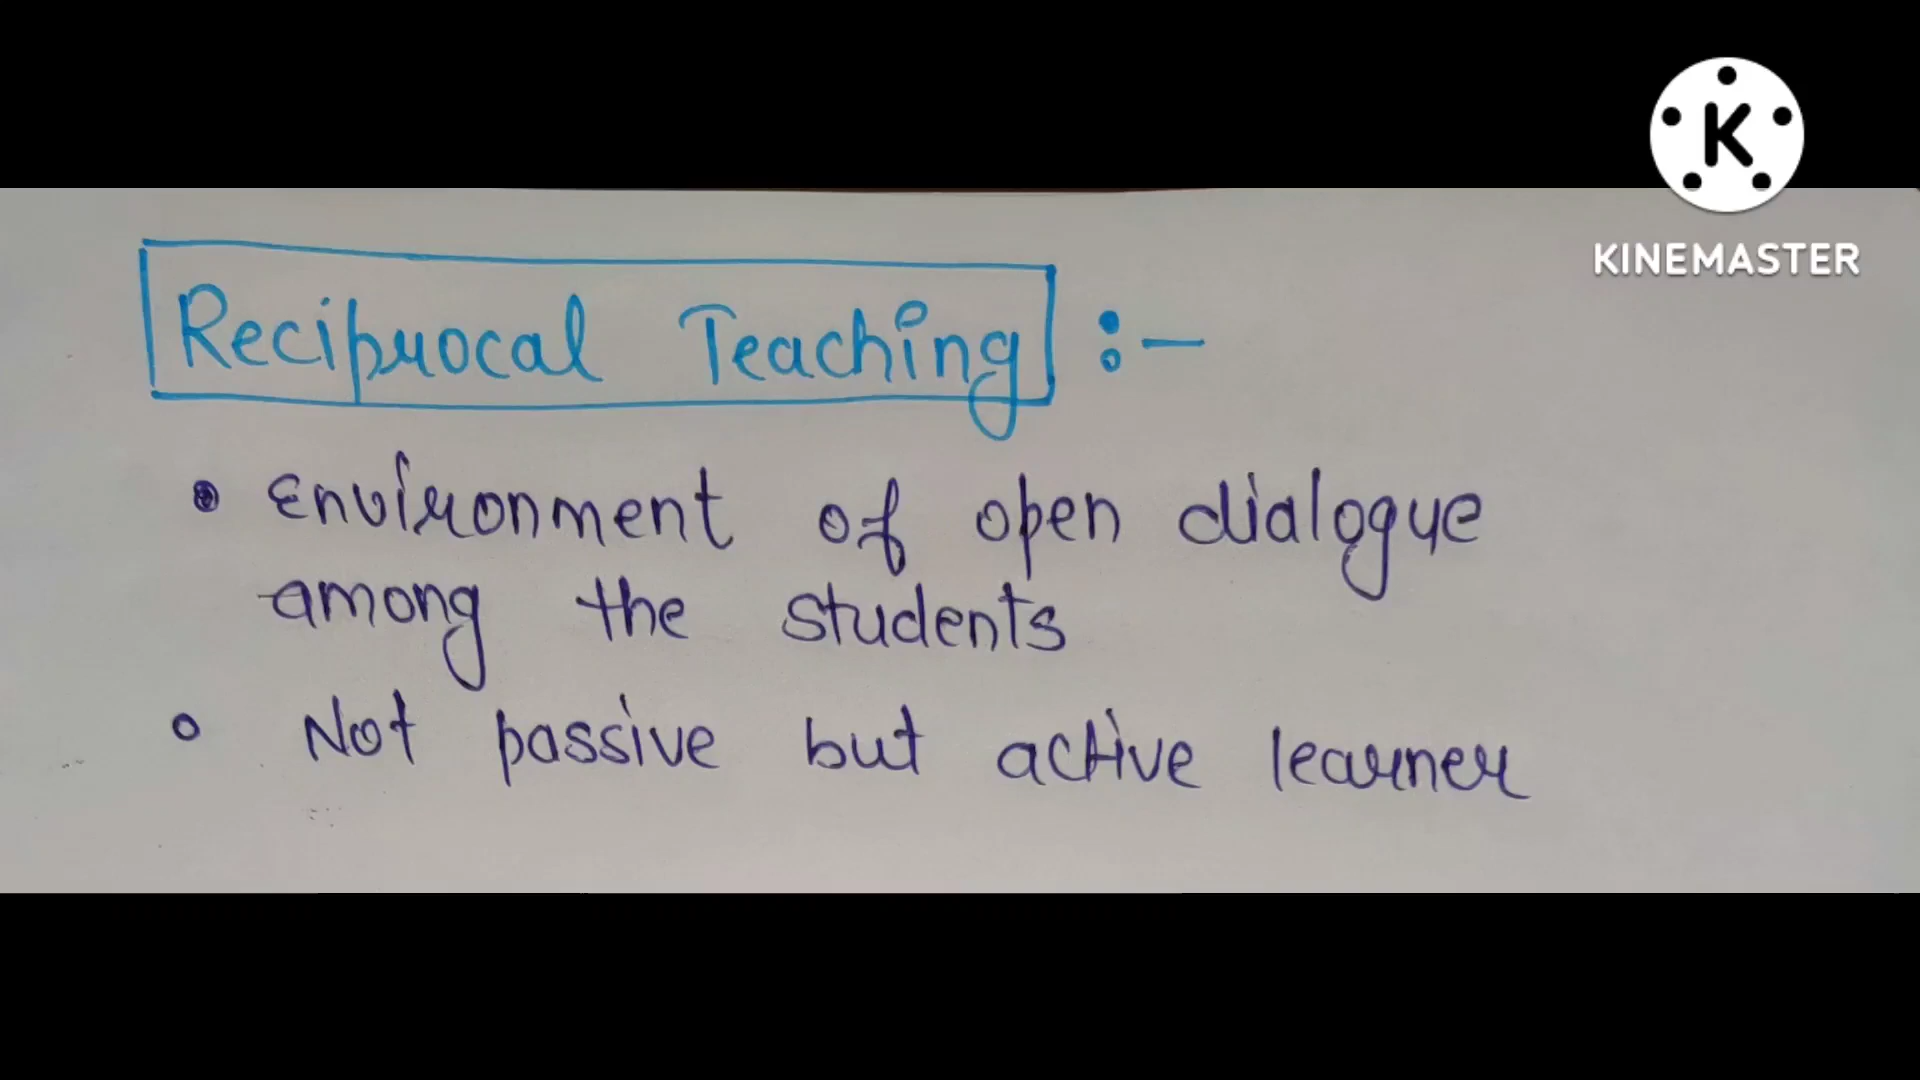 KINEMASTER
Reciprocal Teaching :-
• Environment of open dialogue
among the students
• Not passive but active learner